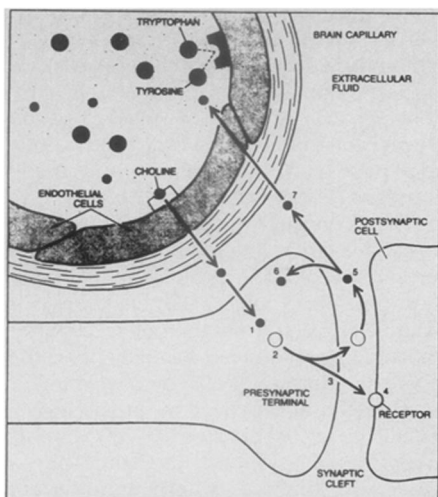 TRYPTOPHAN
BRAIN CAPILLARY
EXTRACELLULAR
FLUID
TYROSINE
7
CHOLINE
ENDOTHELIAL
CELLS
POSTSYNAPTIC
CELL
6
5
1
2
3
4
PRESYNAPTIC
TERMINAL
RECEPTOR
SYNAPTIC
CLEFT